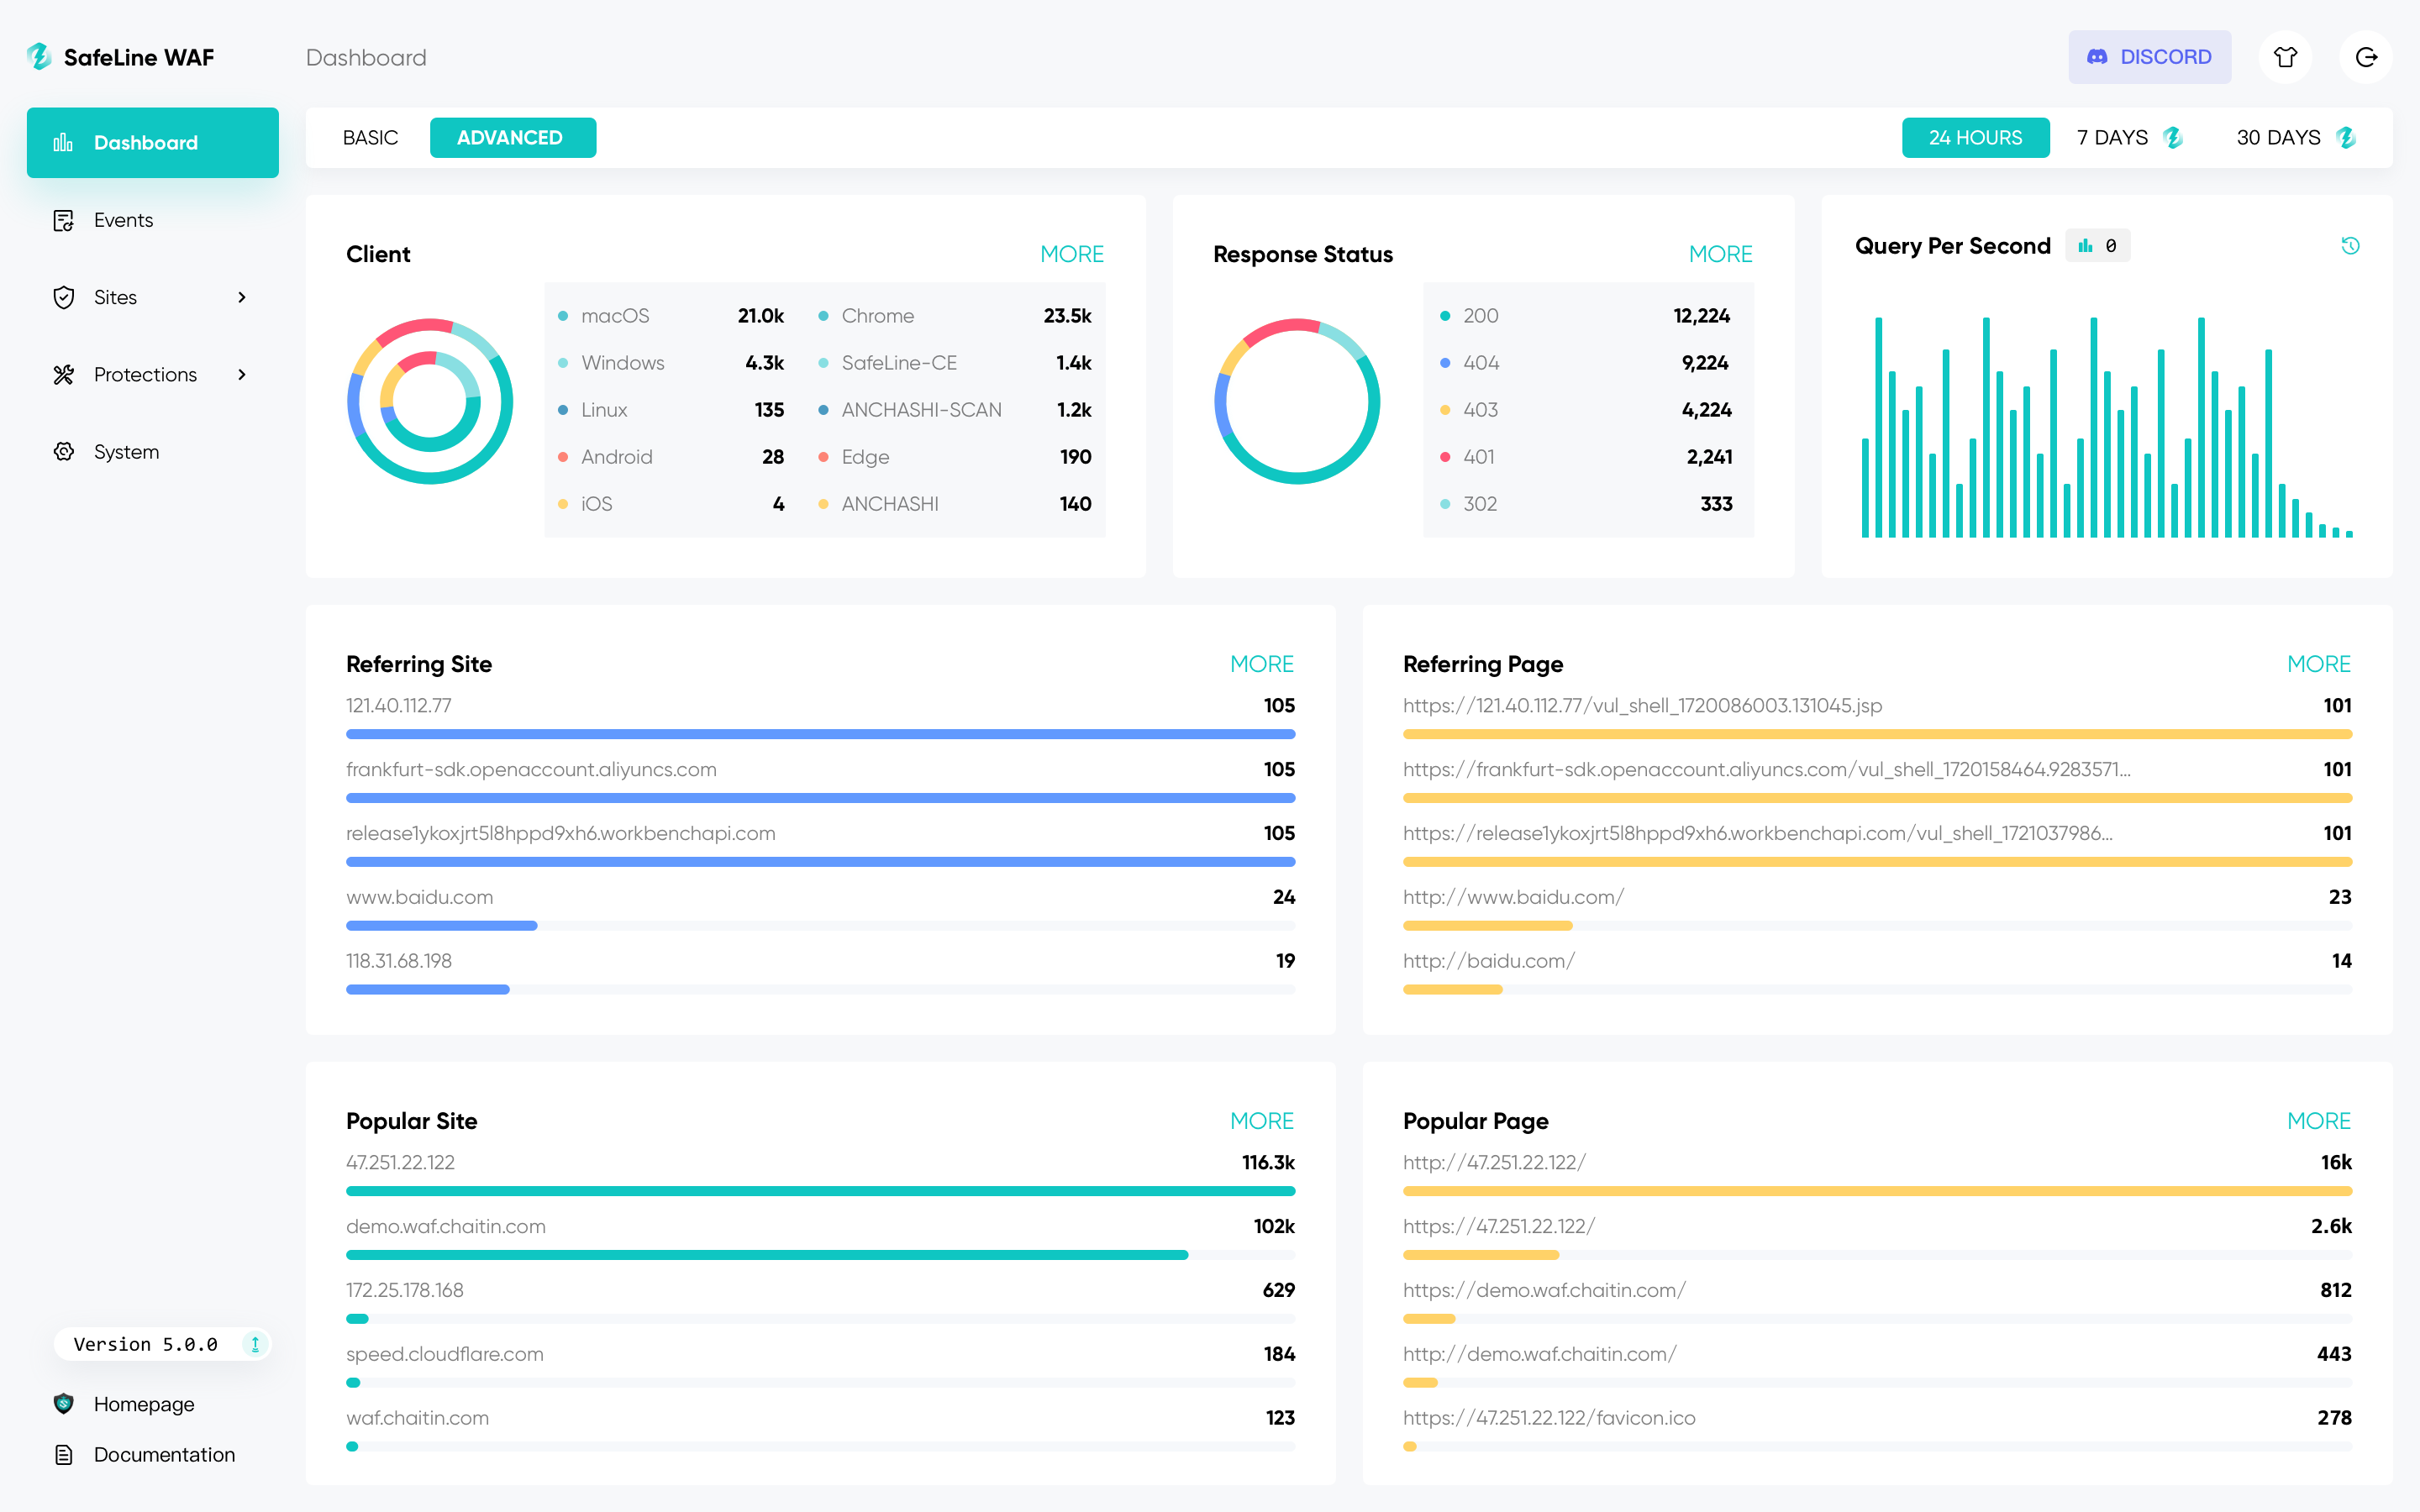 SafeLine WAF
Dashboard
DISCORD
Dashboard
Events
Sites
Protections
System
Version 5.0.0
Homepage
Documentation
BASIC
ADVANCED
24 HOURS
7 DAYS
30 DAYS
Client
MORE
macOS 21.0k Chrome 23.5k
Windows 4.3k SafeLine-CE 1.4k
Linux 135 ANCHASHI-SCAN 1.2k
Android 28 Edge 190
iOS 4 ANCHASHI 140
Response Status
MORE
200 12,224
404 9,224
403 4,224
401 2,241
302 333
Query Per Second 0
Referring Site
MORE
121.40.112.77 105
frankfurt-sdk.openaccount.aliyuncs.com 105
release1ykoxjrt5l8hppd9xh6.workbenchapi.com 105
www.baidu.com 24
118.31.68.198 19
Referring Page
MORE
https://121.40.112.77/vul_shell_1720086003.131045.jsp 101
https://frankfurt-sdk.openaccount.aliyuncs.com/vul_shell_1720158464.9283571... 101
https://release1ykoxjrt5l8hppd9xh6.workbenchapi.com/vul_shell_1721037986... 101
http://www.baidu.com/ 23
http://baidu.com/ 14
Popular Site
MORE
47.251.22.122 116.3k
demo.waf.chaitin.com 102k
172.25.178.168 629
speed.cloudflare.com 184
waf.chaitin.com 123
Popular Page
MORE
http://47.251.22.122/ 16k
https://47.251.22.122/ 2.6k
https://demo.waf.chaitin.com/ 812
http://demo.waf.chaitin.com/ 443
https://47.251.22.122/favicon.ico 278